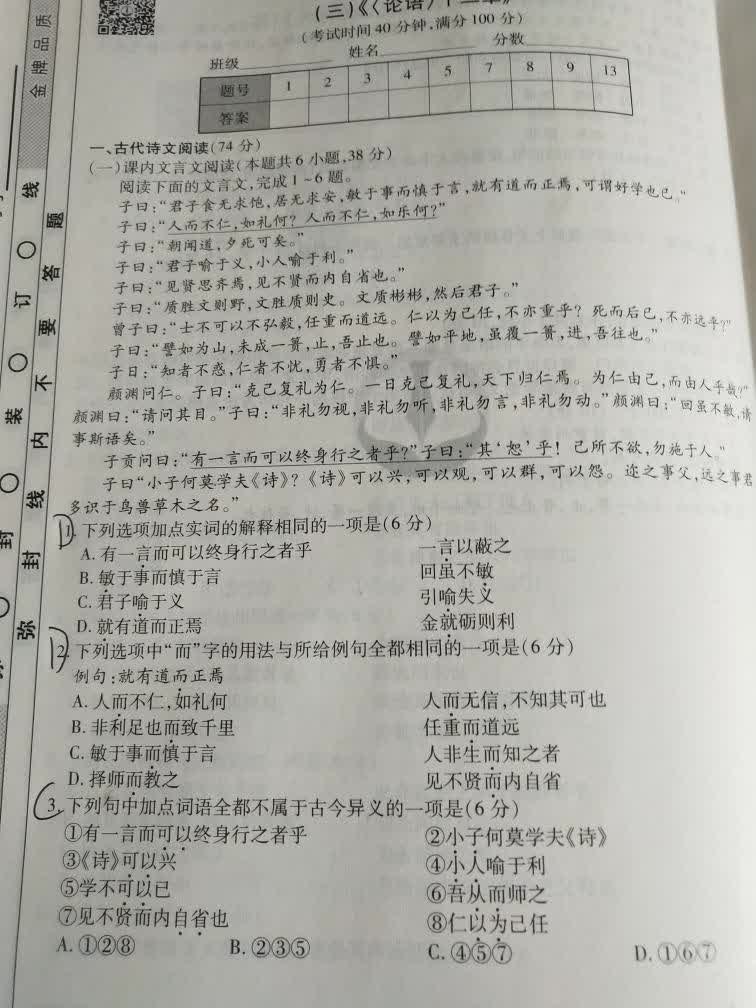 金牌品质
(三)《〈论语〉十二章》
(考试时间40分钟,满分100分)
班级 姓名 分数
题号 1 2 3 4 5 7 8 9 13
答案
一、古代诗文阅读(74分)
(一)课内文言文阅读(本题共6小题,38分)
阅读下面的文言文,完成1~6题。
子曰:“君子食无求饱,居无求安,敏于事而慎于言,就有道而正焉,可谓好学也已。”
子曰:“人而不仁,如礼何?人而不仁,如乐何?”
子曰:“朝闻道,夕死可矣。”
子曰:“君子喻于义,小人喻于利。”
子曰:“见贤思齐焉,见不贤而内自省也。”
子曰:“质胜文则野,文胜质则史。文质彬彬,然后君子。”
曾子曰:“士不可以不弘毅,任重而道远。仁以为己任,不亦重乎?死而后已,不亦远乎?”
子曰:“譬如为山,未成一篑,止,吾止也。譬如平地,虽覆一篑,进,吾往也。”
子曰:“知者不惑,仁者不忧,勇者不惧。”
颜渊问仁。子曰:“克己复礼为仁。一日克己复礼,天下归仁焉。为仁由己,而由人乎哉?”
颜渊曰:“请问其目。”子曰:“非礼勿视,非礼勿听,非礼勿言,非礼勿动。”颜渊曰:“回虽不敏,请
事斯语矣。”
子贡问曰:“有一言而可以终身行之者乎?”子曰:“其‘恕’乎!己所不欲,勿施于人。”
子曰“小子何莫学夫《诗》?《诗》可以兴,可以观,可以群,可以怨。迩之事父,远之事君
多识于鸟兽草木之名。”
1.下列选项加点实词的解释相同的一项是(6分)
A.有一言而可以终身行之者乎 一言以蔽之
B.敏于事而慎于言 回虽不敏
C.君子喻于义 引喻失义
D.就有道而正焉 金就砺则利
2.下列选项中“而”字的用法与所给例句全都相同的一项是(6分)
例句:就有道而正焉
A.人而不仁,如礼何 人而无信,不知其可也
B.非利足也而致千里 任重而道远
C.敏于事而慎于言 人非生而知之者
D.择师而教之 见不贤而内自省
3.下列句中加点词语全都不属于古今异义的一项是(6分)
①有一言而可以终身行之者乎 ②小子何莫学夫《诗》
③《诗》可以兴 ④小人喻于利
⑤学不可以已 ⑥吾从而师之
⑦见不贤而内自省也 ⑧仁以为己任
A.①②⑧ B.②③⑤ C.④⑤⑦ D.①⑥⑦
弥 封 线 内 不 要 答 题
封 装 订 线